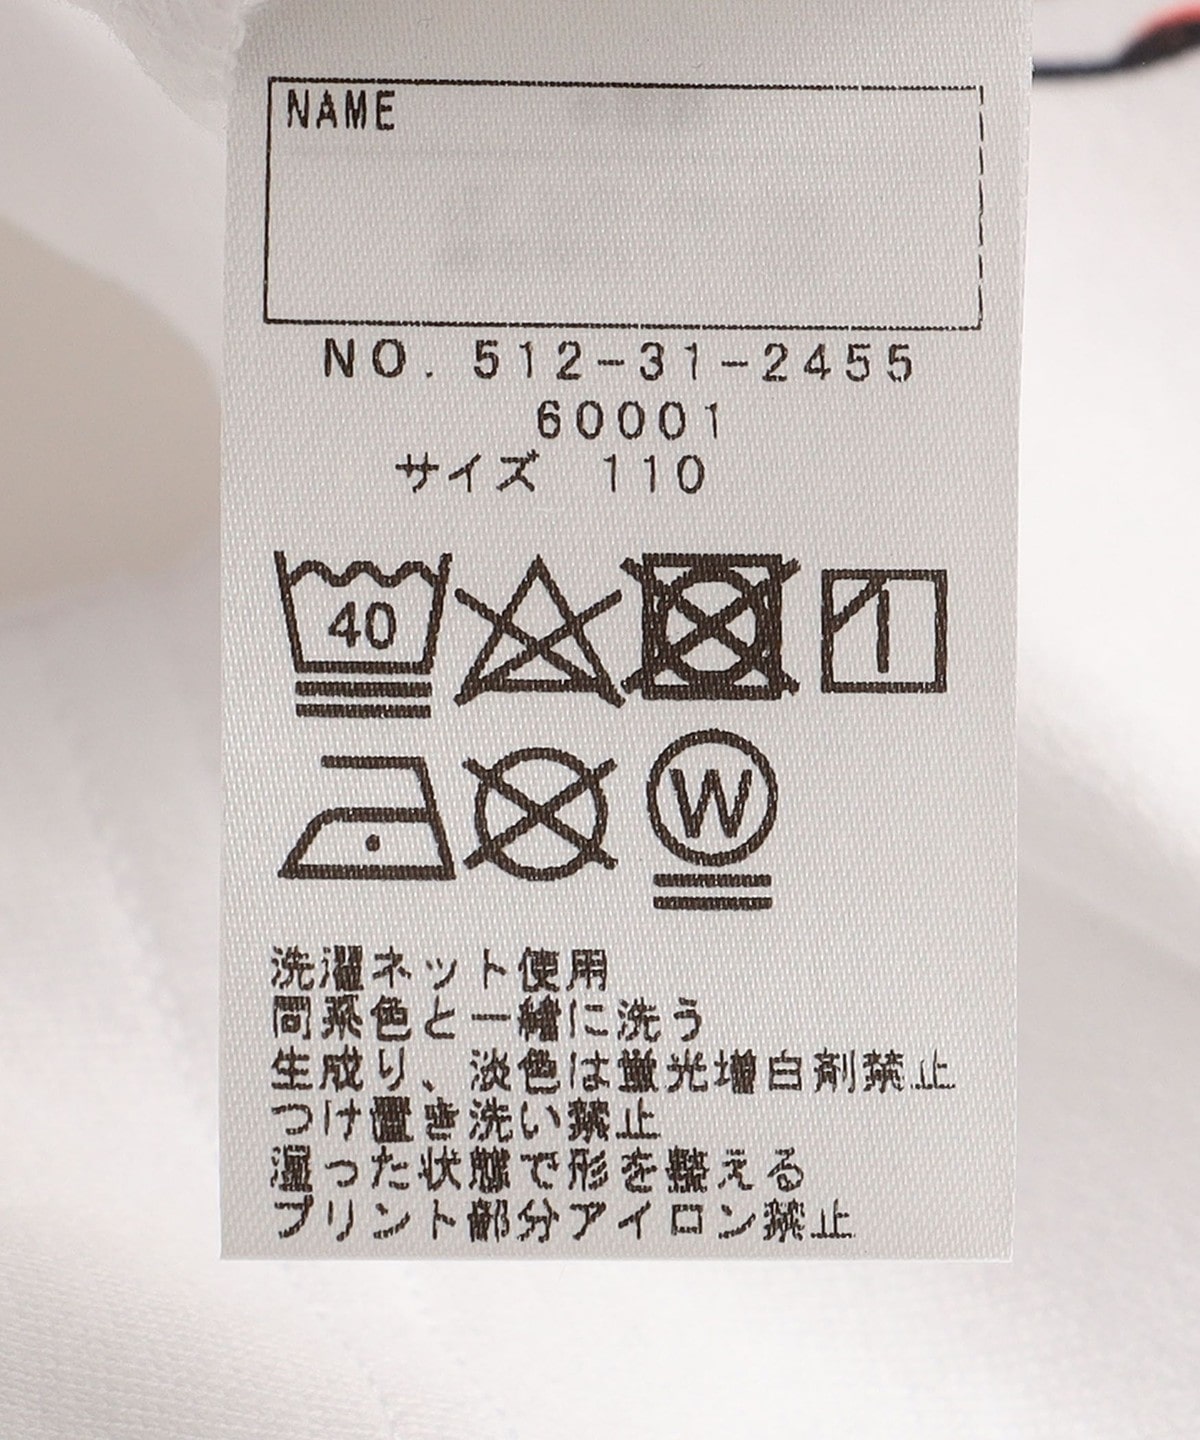 NAME
NO. 512-31-2455
60001
サイズ 110
40
W
洗濯ネット使用
同系色と一緒に洗う
生成り、淡色は蛍光増白剤禁止
つけ置き洗い禁止
湿った状態で形を整える
プリント部分アイロン禁止